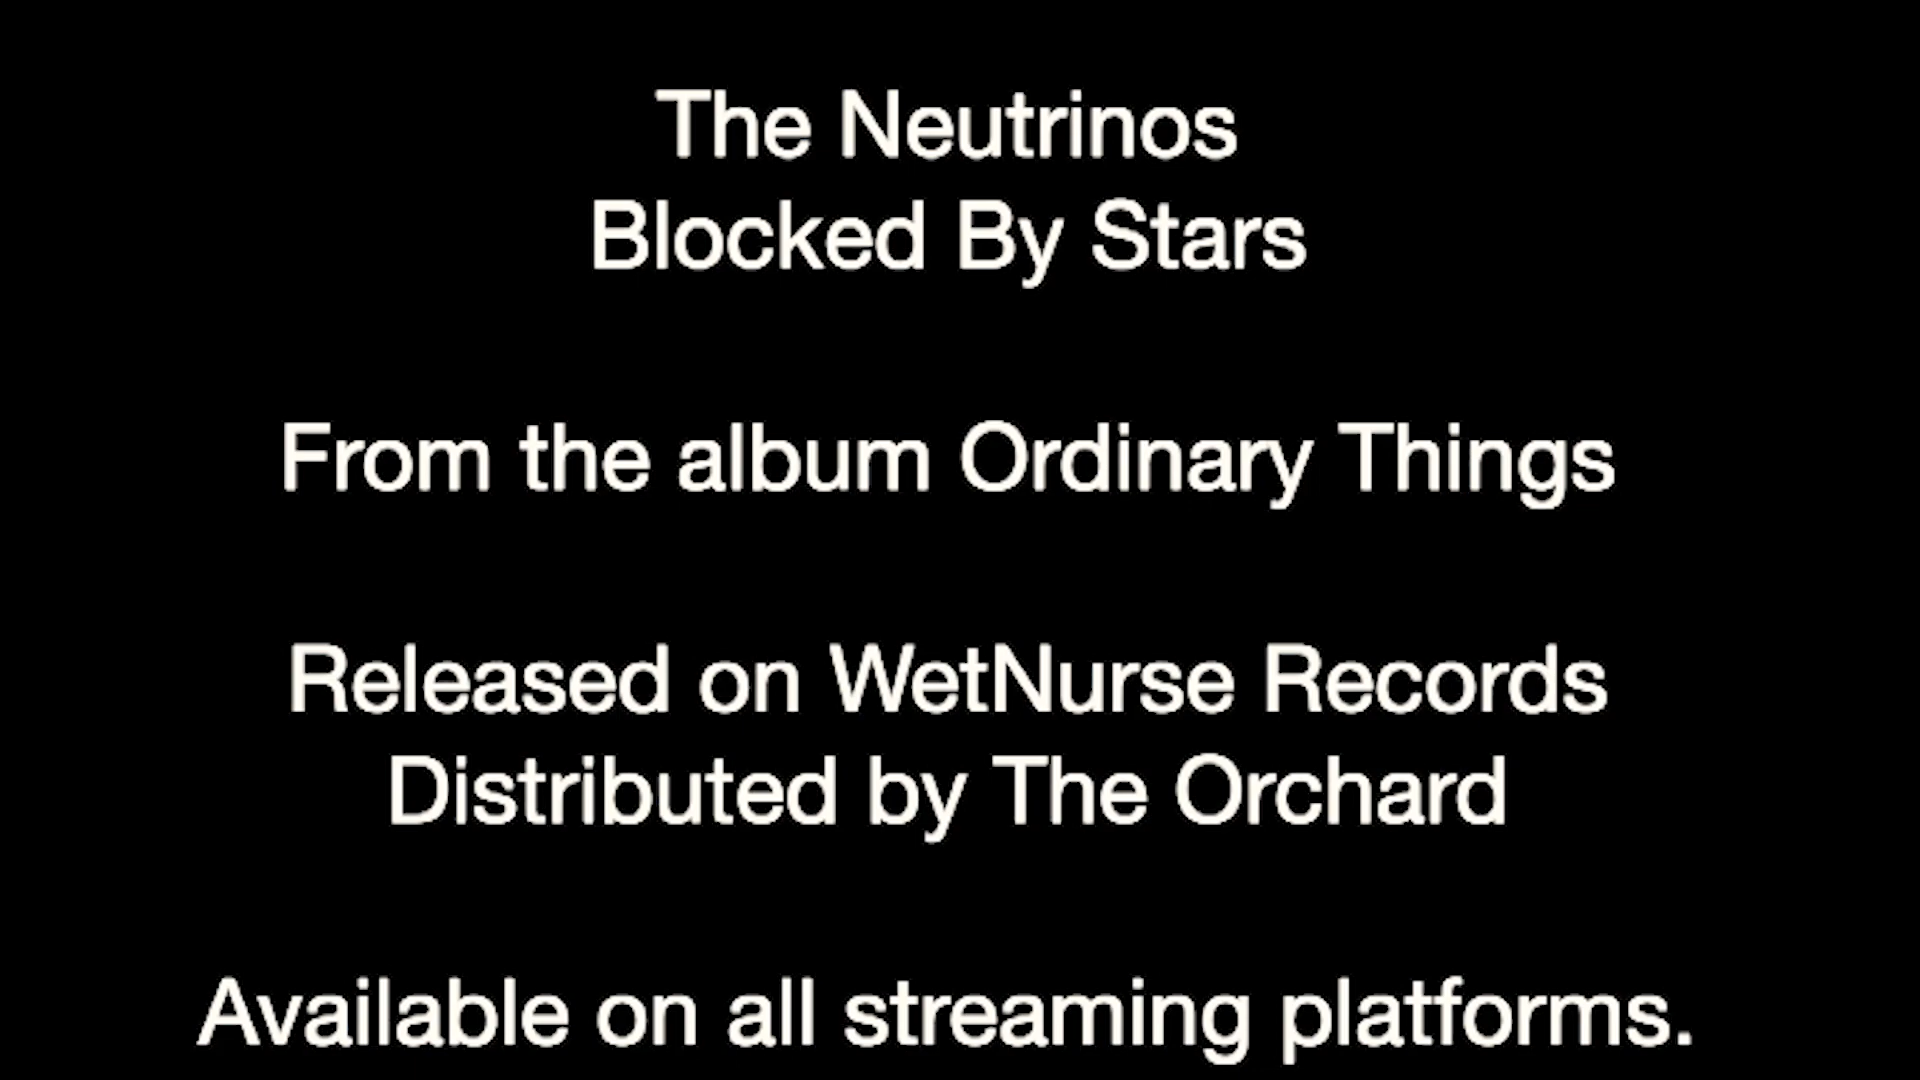 The Neutrinos
Blocked By Stars
From the album Ordinary Things
Released on WetNurse Records
Distributed by The Orchard
Available on all streaming platforms.